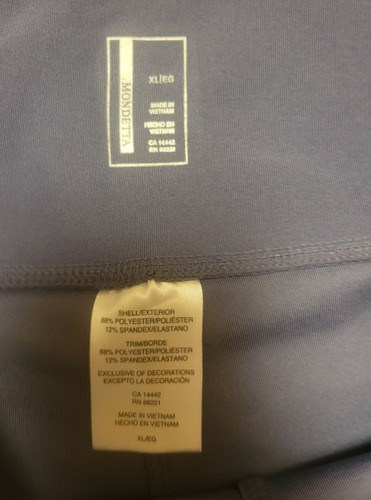 MONDETTA
XL/EG
MADE IN
VIETNAM
HECHO EN
VIETNAM
CA 14442
SHELL/EXTERIOR
88% POLYESTER/POLIÉSTER
12% SPANDEX/ELASTANO
TRIM/BORDE
88% POLYESTER/POLIÉSTER
12% SPANDEX/ELASTANO
EXCLUSIVE OF DECORATIONS
EXCEPTO LA DECORACIÓN
CA 14442
RN 89201
MADE IN VIETNAM
HECHO EN VIETNAM
XL/EG